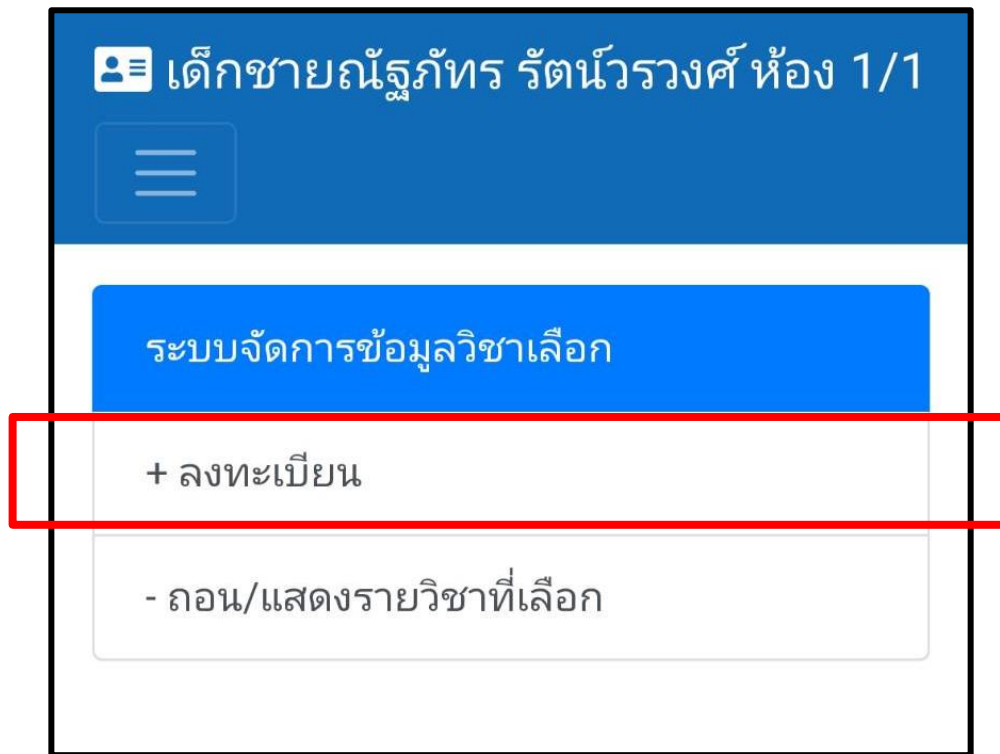 เด็กชายณัฐภัทร รัตน์วรวงศ์ ห้อง 1/1
ระบบจัดการข้อมูลวิชาเลือก
+ ลงทะเบียน
- ถอน/แสดงรายวิชาที่เลือก